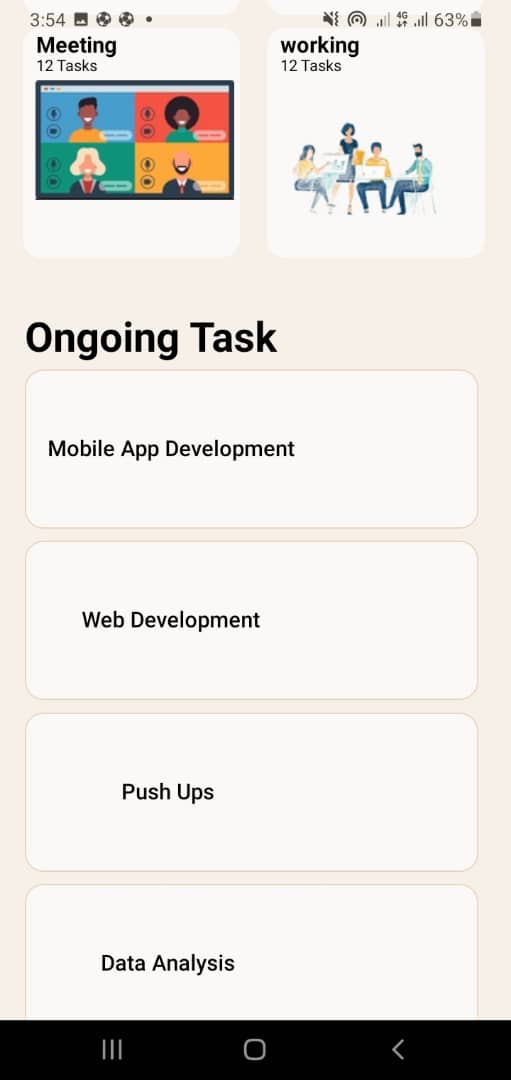 3:54 4G 63%
Meeting
12 Tasks
working
12 Tasks
Ongoing Task
Mobile App Development
Web Development
Push Ups
Data Analysis